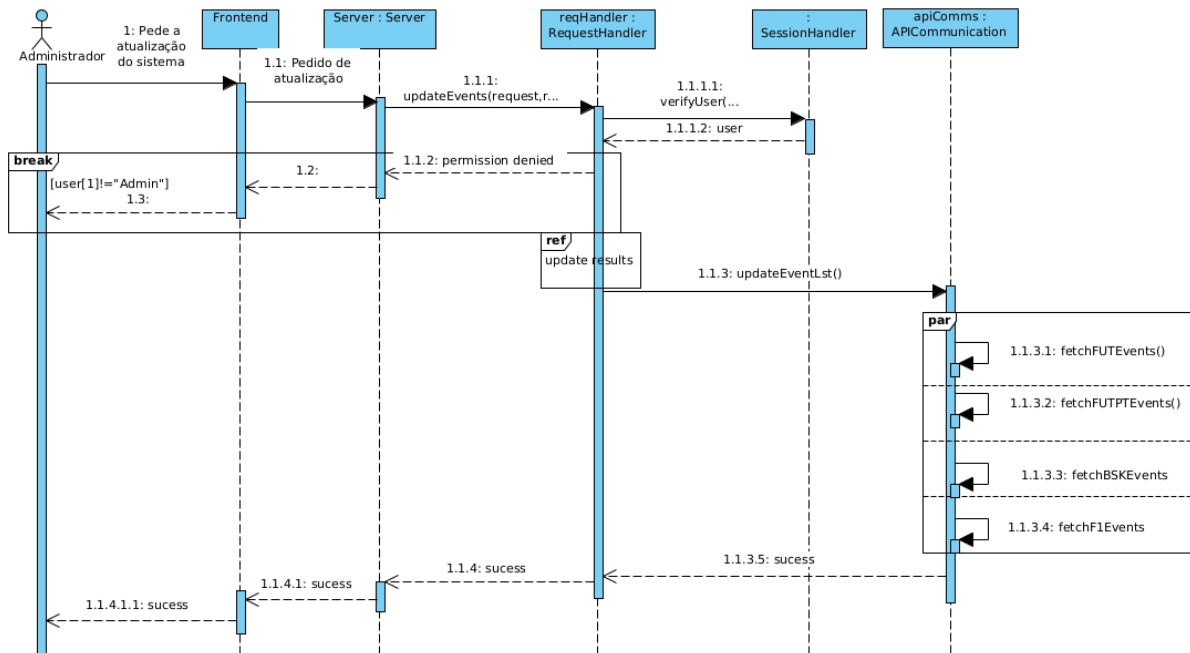 Administrador
Frontend
Server : Server
reqHandler :
RequestHandler
:
SessionHandler
apiComms :
APICommunication
1: Pede a
atualização
do sistema
1.1: Pedido de
atualização
1.1.1:
updateEvents(request,r...
1.1.1.1:
verifyUser(...
1.1.1.2: user
break
1.1.2: permission denied
1.2:
[user[1]!="Admin"]
1.3:
ref
update results
1.1.3: updateEventLst()
par
1.1.3.1: fetchFUTEvents()
1.1.3.2: fetchFUTPTEvents()
1.1.3.3: fetchBSKEvents
1.1.3.4: fetchF1Events
1.1.3.5: sucess
1.1.4: sucess
1.1.4.1: sucess
1.1.4.1.1: sucess